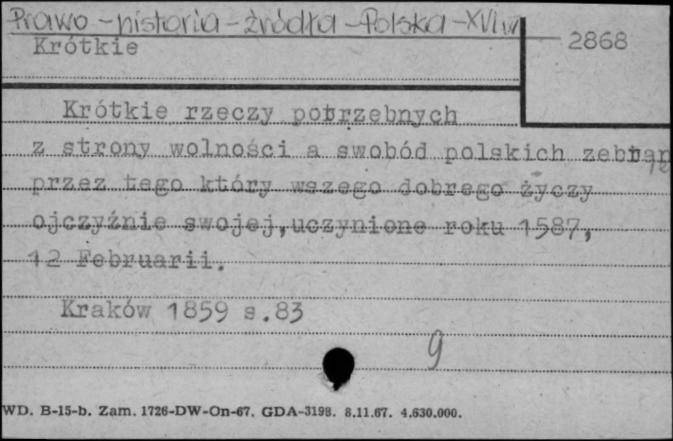 Prawo - historia - źródła - Polska - XVI w
Krótkie 2868
Krótkie rzeczy potrzebnych
z strony wolności a swobód polskich zebran
przez tego który wszego dobrego życzy
ojczyźnie swojej, uczynione roku 1587,
12 Februarii.
Kraków 1859 s.83
g
WD. B-15-b. Zam. 1726-DW-On-67. GDA-3198. 8.11.67. 4.630.000.